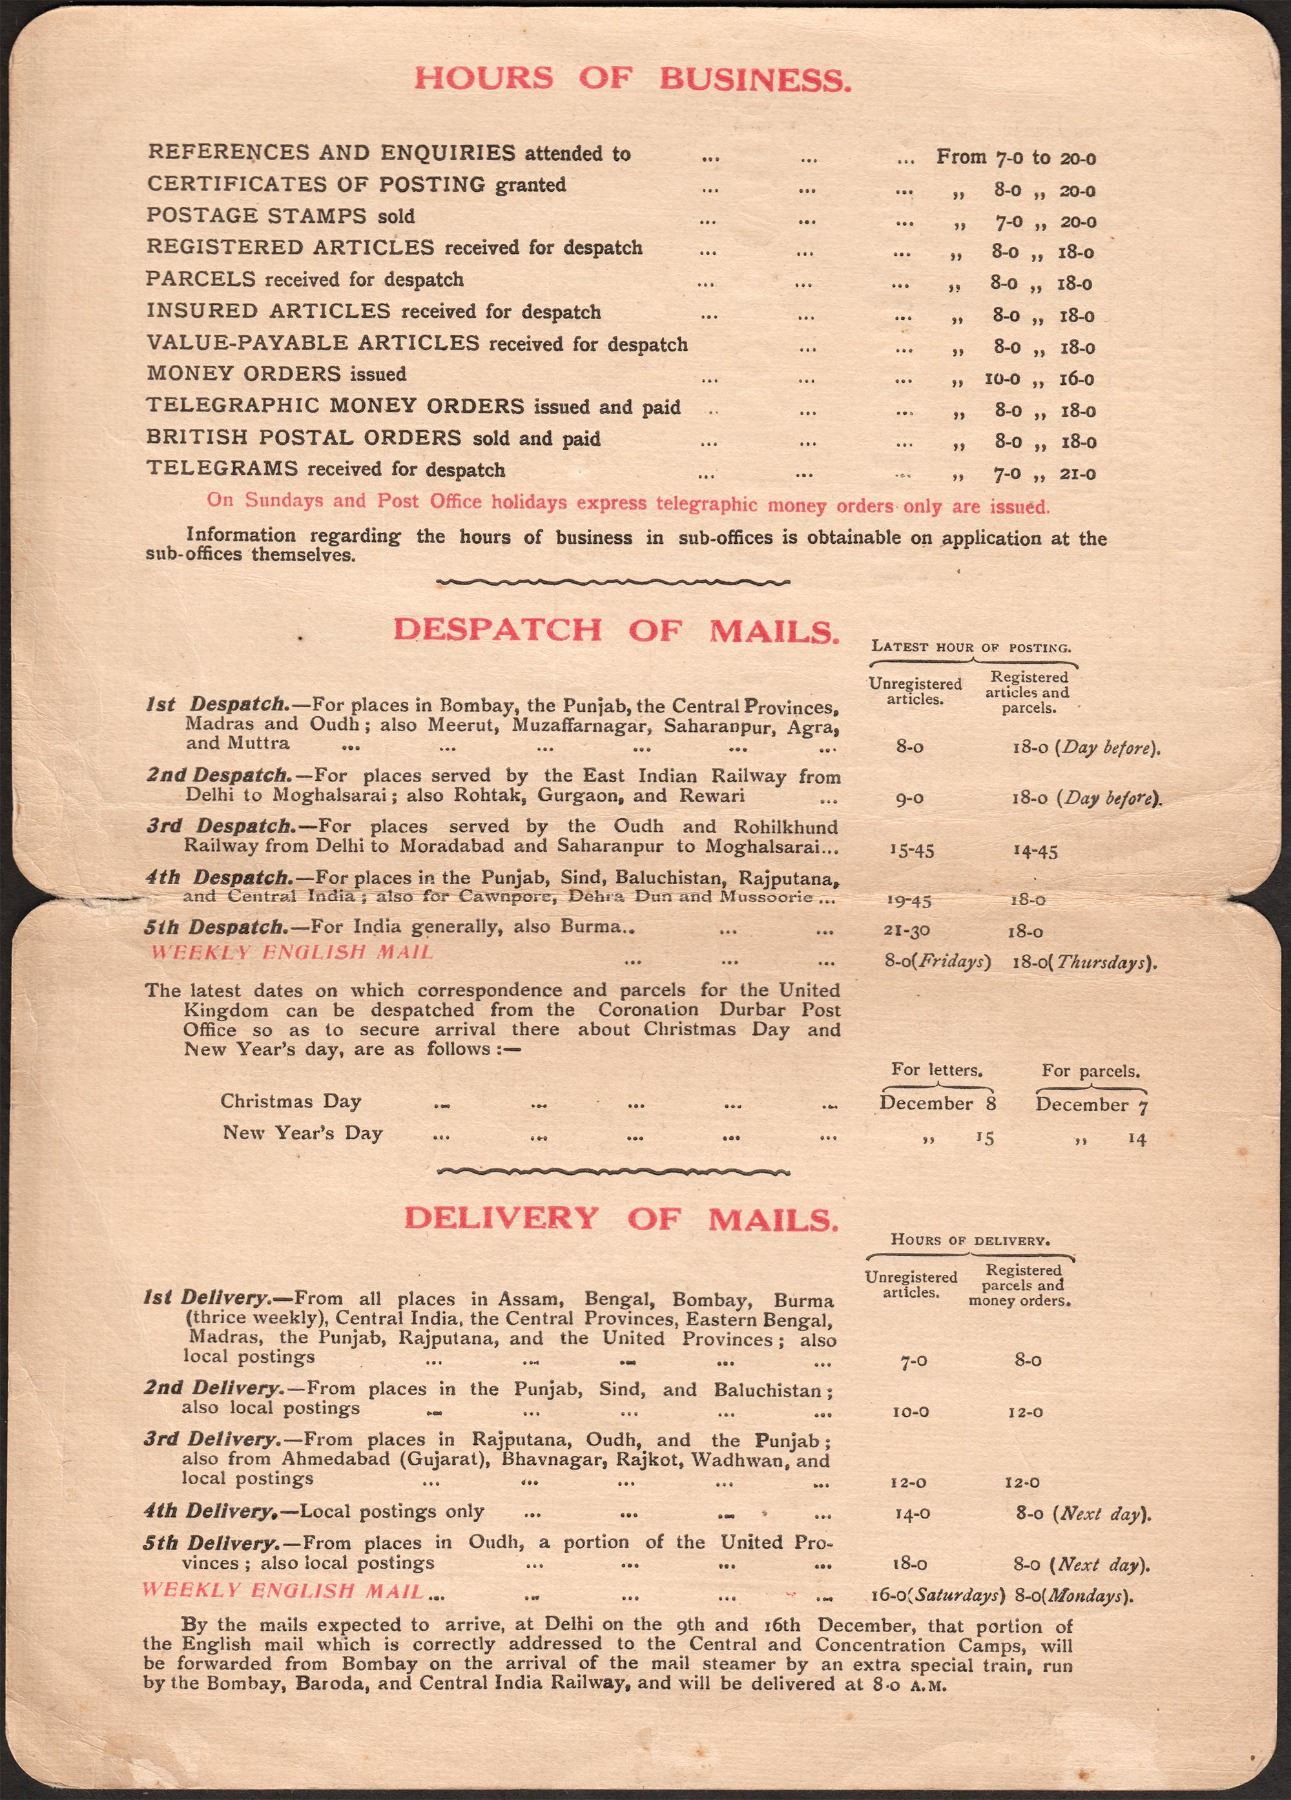 HOURS OF BUSINESS.
REFERENCES AND ENQUIRIES attended to ... ... ... From 7-0 to 20-0
CERTIFICATES OF POSTING granted ... ... ... ,, 8-0 ,, 20-0
POSTAGE STAMPS sold ... ... ... ,, 7-0 ,, 20-0
REGISTERED ARTICLES received for despatch ... ... ... ,, 8-0 ,, 18-0
PARCELS received for despatch ... ... ... ,, 8-0 ,, 18-0
INSURED ARTICLES received for despatch ... ... ... ,, 8-0 ,, 18-0
VALUE-PAYABLE ARTICLES received for despatch ... ... ,, 8-0 ,, 18-0
MONEY ORDERS issued ... ... ... ,, 10-0 ,, 16-0
TELEGRAPHIC MONEY ORDERS issued and paid .. ... ... ,, 8-0 ,, 18-0
BRITISH POSTAL ORDERS sold and paid ... ... ... ,, 8-0 ,, 18-0
TELEGRAMS received for despatch ... ... ... ,, 7-0 ,, 21-0
On Sundays and Post Office holidays express telegraphic money orders only are issued.
Information regarding the hours of business in sub-offices is obtainable on application at the
sub-offices themselves.
DESPATCH OF MAILS.
LATEST HOUR OF POSTING.
Unregistered articles.
Registered articles and parcels.
1st Despatch.—For places in Bombay, the Punjab, the Central Provinces,
Madras and Oudh; also Meerut, Muzaffarnagar, Saharanpur, Agra,
and Muttra ... ... ... ... ... ... 8-0 18-0 (Day before).
2nd Despatch.—For places served by the East Indian Railway from
Delhi to Moghalsarai; also Rohtak, Gurgaon, and Rewari ... 9-0 18-0 (Day before).
3rd Despatch.—For places served by the Oudh and Rohilkhund
Railway from Delhi to Moradabad and Saharanpur to Moghalsarai... 15-45 14-45
4th Despatch.—For places in the Punjab, Sind, Baluchistan, Rajputana,
and Central India; also for Cawnpore, Dehra Dun and Mussoorie ... 19-45 18-0
5th Despatch.—For India generally, also Burma.. ... ... 21-30 18-0
WEEKLY ENGLISH MAIL ... ... ... 8-0 (Fridays) 18-0 (Thursdays).
The latest dates on which correspondence and parcels for the United
Kingdom can be despatched from the Coronation Durbar Post
Office so as to secure arrival there about Christmas Day and
New Year's day, are as follows:—
For letters. For parcels.
Christmas Day ... ... ... ... ... December 8 December 7
New Year's Day ... ... ... ... ... ,, 15 ,, 14
DELIVERY OF MAILS.
HOURS OF DELIVERY.
Unregistered articles.
Registered parcels and money orders.
1st Delivery.—From all places in Assam, Bengal, Bombay, Burma
(thrice weekly), Central India, the Central Provinces, Eastern Bengal,
Madras, the Punjab, Rajputana, and the United Provinces; also
local postings ... ... ... ... ... 7-0 8-0
2nd Delivery.—From places in the Punjab, Sind, and Baluchistan;
also local postings ... ... ... ... ... 10-0 12-0
3rd Delivery.—From places in Rajputana, Oudh, and the Punjab;
also from Ahmedabad (Gujarat), Bhavnagar, Rajkot, Wadhwan, and
local postings ... ... ... ... ... 12-0 12-0
4th Delivery.—Local postings only ... ... ... ... 14-0 8-0 (Next day).
5th Delivery.—From places in Oudh, a portion of the United Pro-
vinces; also local postings ... ... ... ... 18-0 8-0 (Next day).
WEEKLY ENGLISH MAIL ... ... ... ... ... 16-0 (Saturdays) 8-0 (Mondays).
By the mails expected to arrive, at Delhi on the 9th and 16th December, that portion of
the English mail which is correctly addressed to the Central and Concentration Camps, will
be forwarded from Bombay on the arrival of the mail steamer by an extra special train, run
by the Bombay, Baroda, and Central India Railway, and will be delivered at 8-0 A.M.